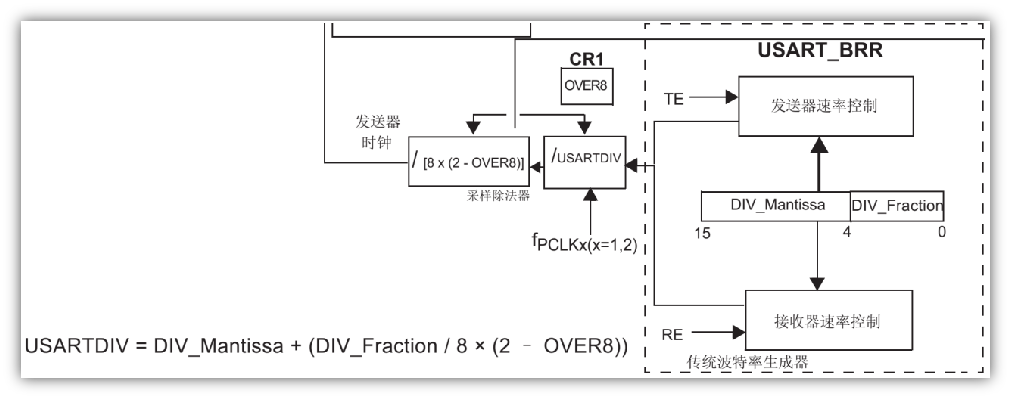 USART_BRR
CR1
OVER8
TE
发送器速率控制
发送器
时钟
/ [8 x (2 - OVER8)]
/USARTDIV
采样除法器
DIV_Mantissa
DIV_Fraction
15
4
0
fPCLKx(x=1,2)
接收器速率控制
RE
USARTDIV = DIV_Mantissa + (DIV_Fraction / 8 × (2 – OVER8))
传统波特率生成器